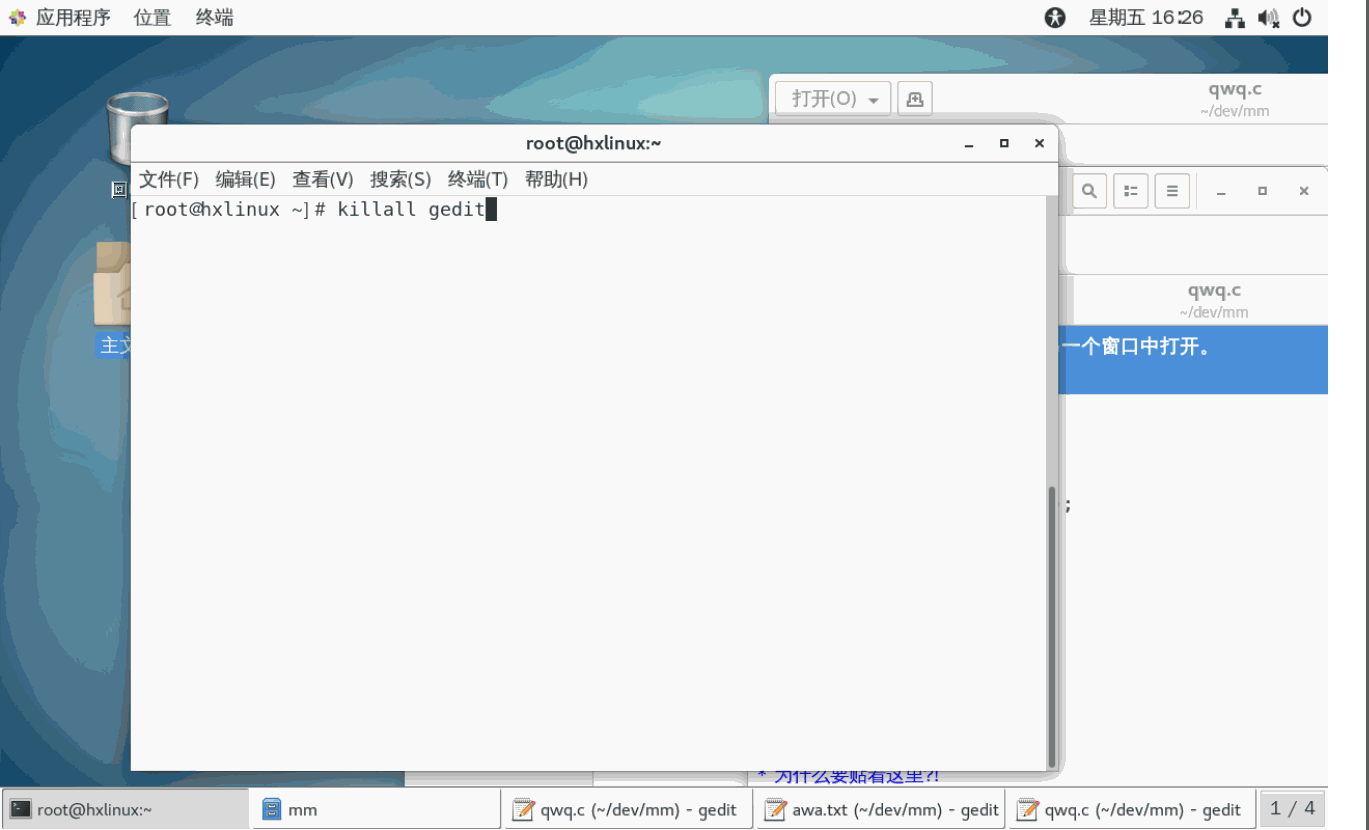 应用程序 位置 终端 星期五 16:26
打开(O) qwq.c
~/dev/mm
root@hxlinux:~
文件(F) 编辑(E) 查看(V) 搜索(S) 终端(T) 帮助(H)
[root@hxlinux ~]# killall gedit
qwq.c
~/dev/mm
主文
一个窗口中打开。
;
* 为什么要贴着这里?!
root@hxlinux:~ mm qwq.c (~/dev/mm) - gedit awa.txt (~/dev/mm) - gedit qwq.c (~/dev/mm) - gedit 1 / 4